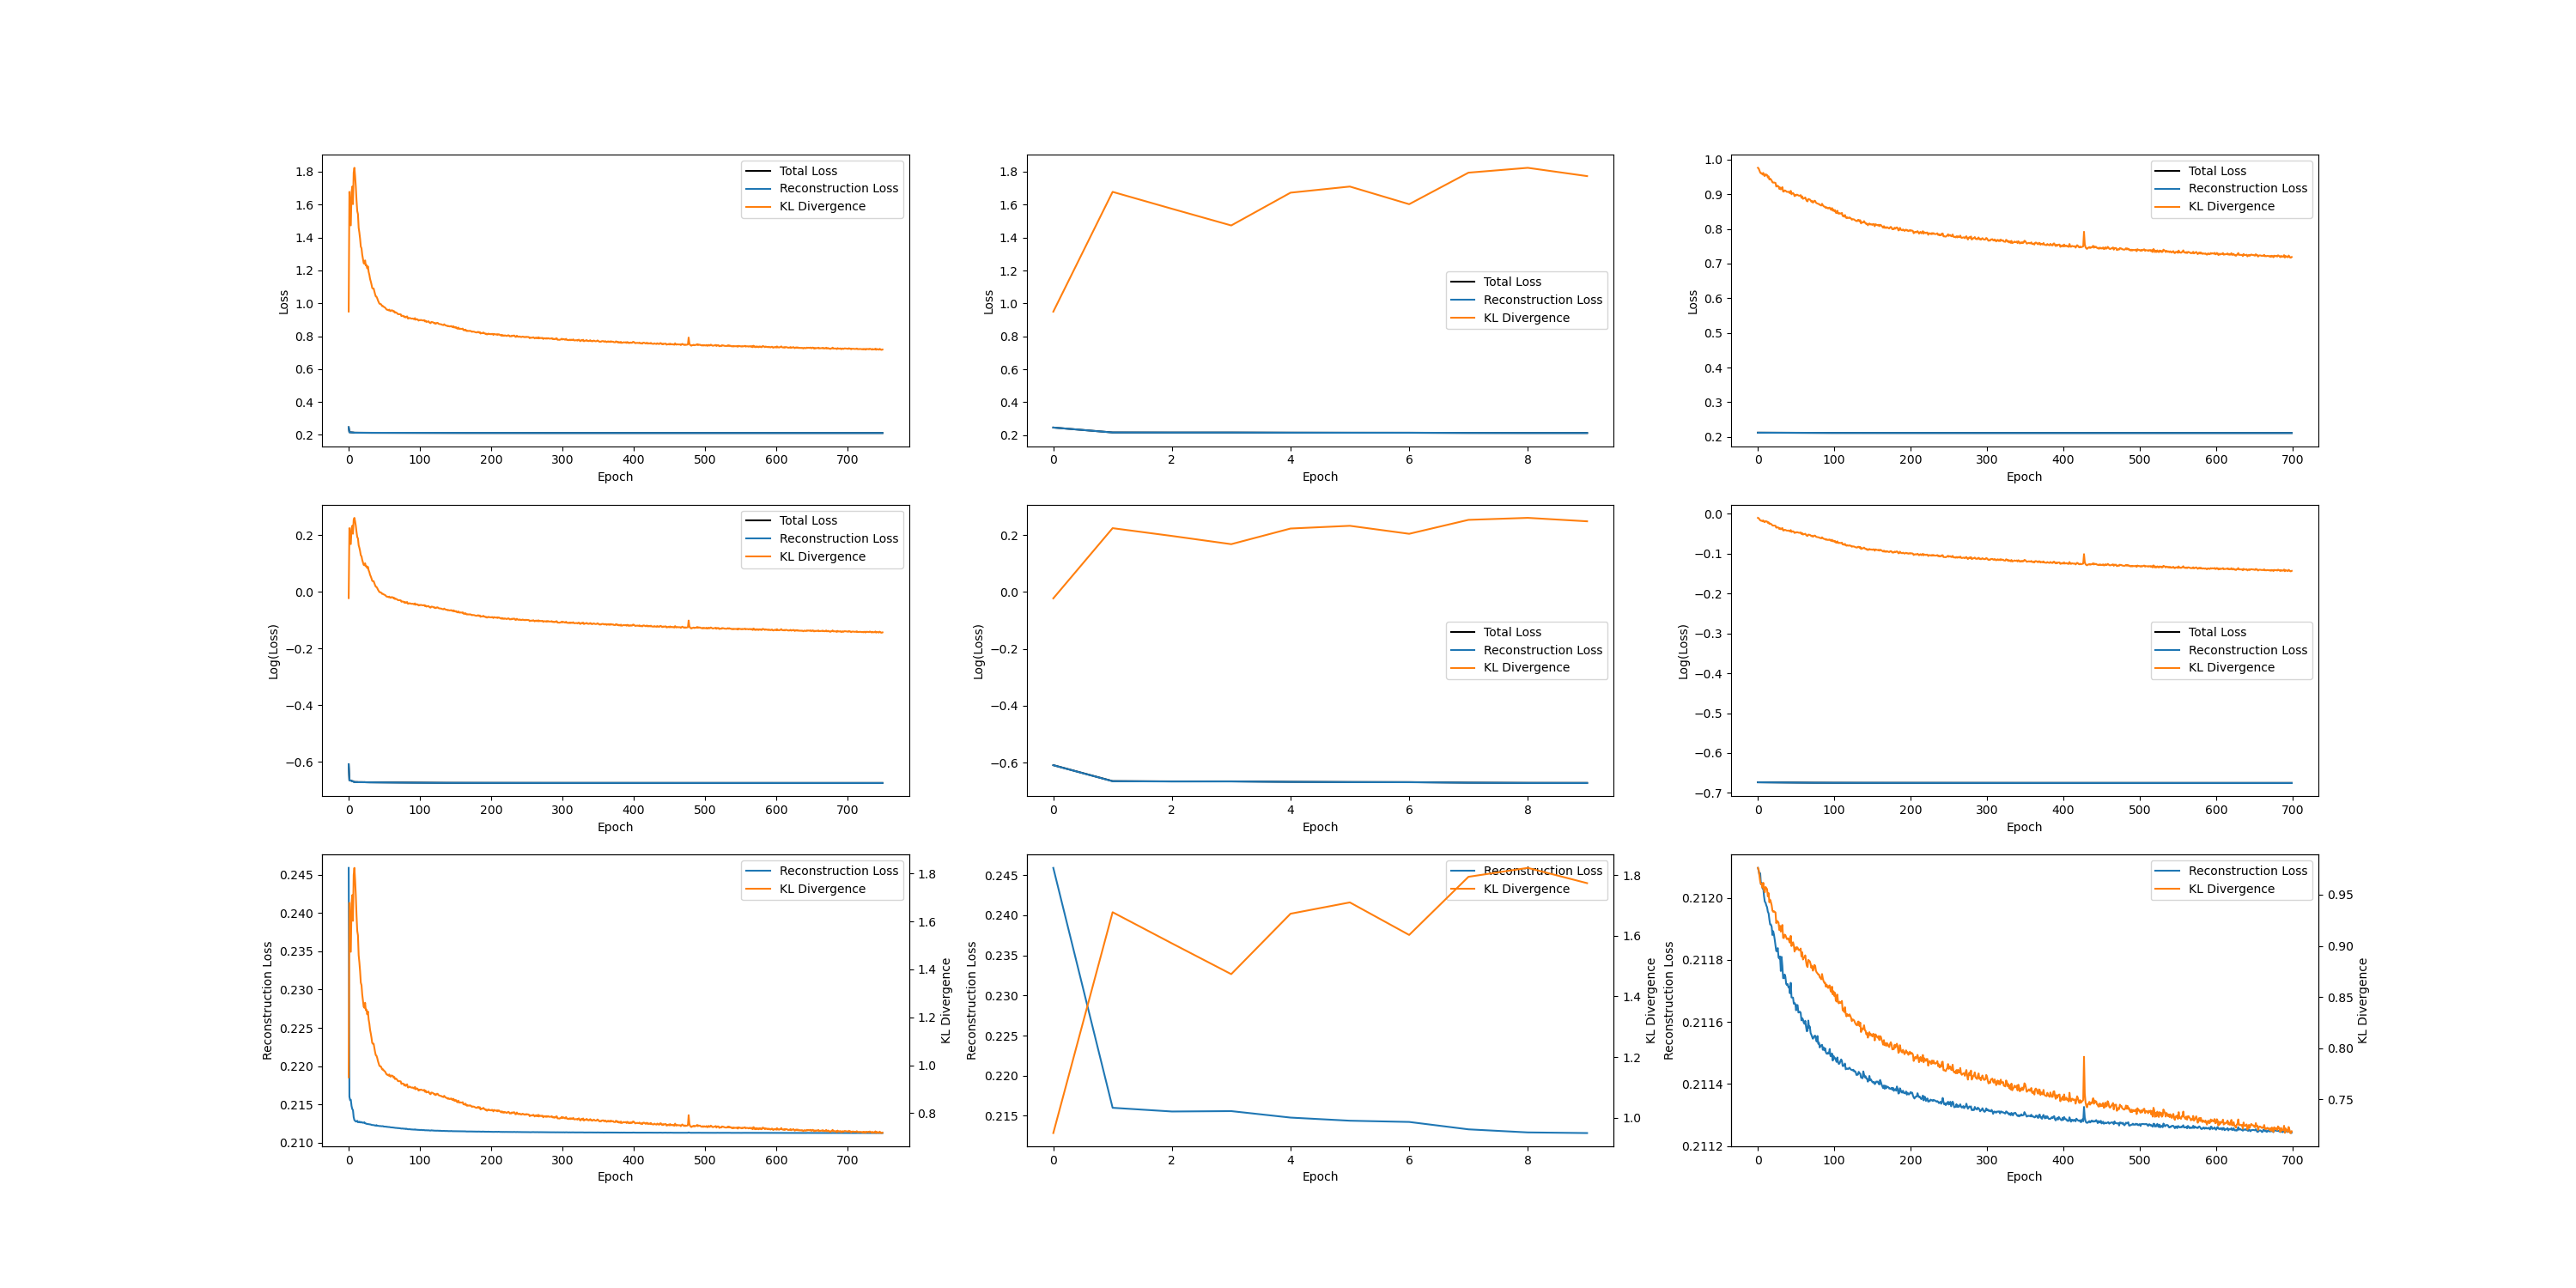 Loss
1.8
1.6
1.4
1.2
1.0
0.8
0.6
0.4
0.2
0 100 200 300 400 500 600 700
Epoch
Total Loss
Reconstruction Loss
KL Divergence
Loss
1.8
1.6
1.4
1.2
1.0
0.8
0.6
0.4
0.2
0 2 4 6 8
Epoch
Total Loss
Reconstruction Loss
KL Divergence
Loss
1.0
0.9
0.8
0.7
0.6
0.5
0.4
0.3
0.2
0 100 200 300 400 500 600 700
Epoch
Total Loss
Reconstruction Loss
KL Divergence
Log(Loss)
0.2
0.0
−0.2
−0.4
−0.6
0 100 200 300 400 500 600 700
Epoch
Total Loss
Reconstruction Loss
KL Divergence
Log(Loss)
0.2
0.0
−0.2
−0.4
−0.6
0 2 4 6 8
Epoch
Total Loss
Reconstruction Loss
KL Divergence
Log(Loss)
0.0
−0.1
−0.2
−0.3
−0.4
−0.5
−0.6
−0.7
0 100 200 300 400 500 600 700
Epoch
Total Loss
Reconstruction Loss
KL Divergence
Reconstruction Loss
0.245
0.240
0.235
0.230
0.225
0.220
0.215
0.210
0 100 200 300 400 500 600 700
Epoch
Reconstruction Loss
KL Divergence
1.8
1.6
1.4
1.2
1.0
0.8
KL Divergence
Reconstruction Loss
0.245
0.240
0.235
0.230
0.225
0.220
0.215
0 2 4 6 8
Epoch
Reconstruction Loss
KL Divergence
1.8
1.6
1.4
1.2
1.0
KL Divergence
Reconstruction Loss
0.2120
0.2118
0.2116
0.2114
0.2112
0 100 200 300 400 500 600 700
Epoch
Reconstruction Loss
KL Divergence
0.95
0.90
0.85
0.80
0.75
KL Divergence